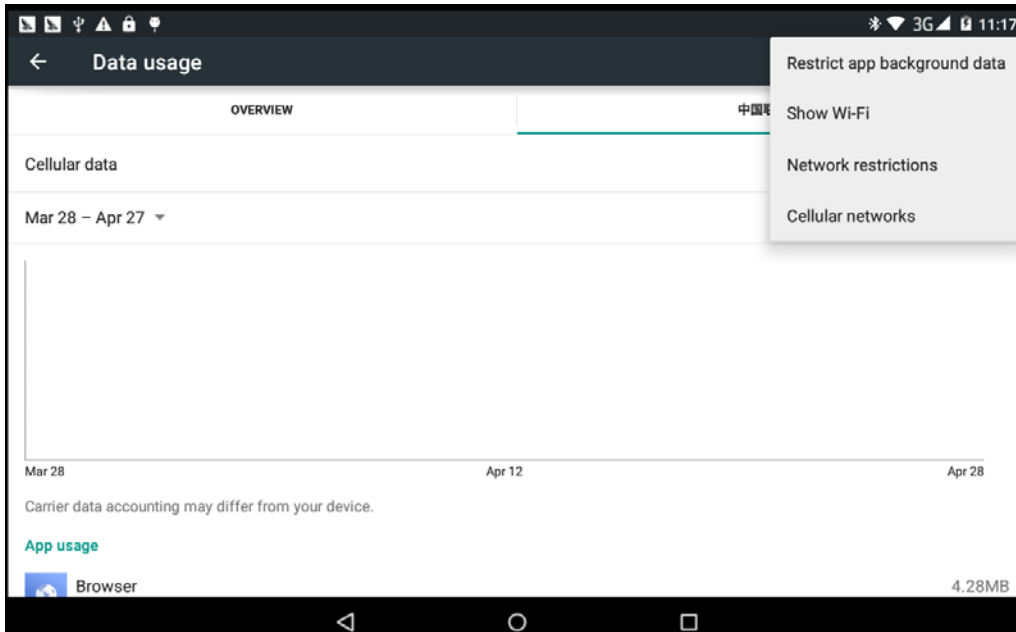 3G 11:17
Data usage
Restrict app background data
OVERVIEW
中国
Show Wi-Fi
Cellular data
Network restrictions
Mar 28 – Apr 27
Cellular networks
Mar 28 Apr 12 Apr 28
Carrier data accounting may differ from your device.
App usage
Browser 4.28MB